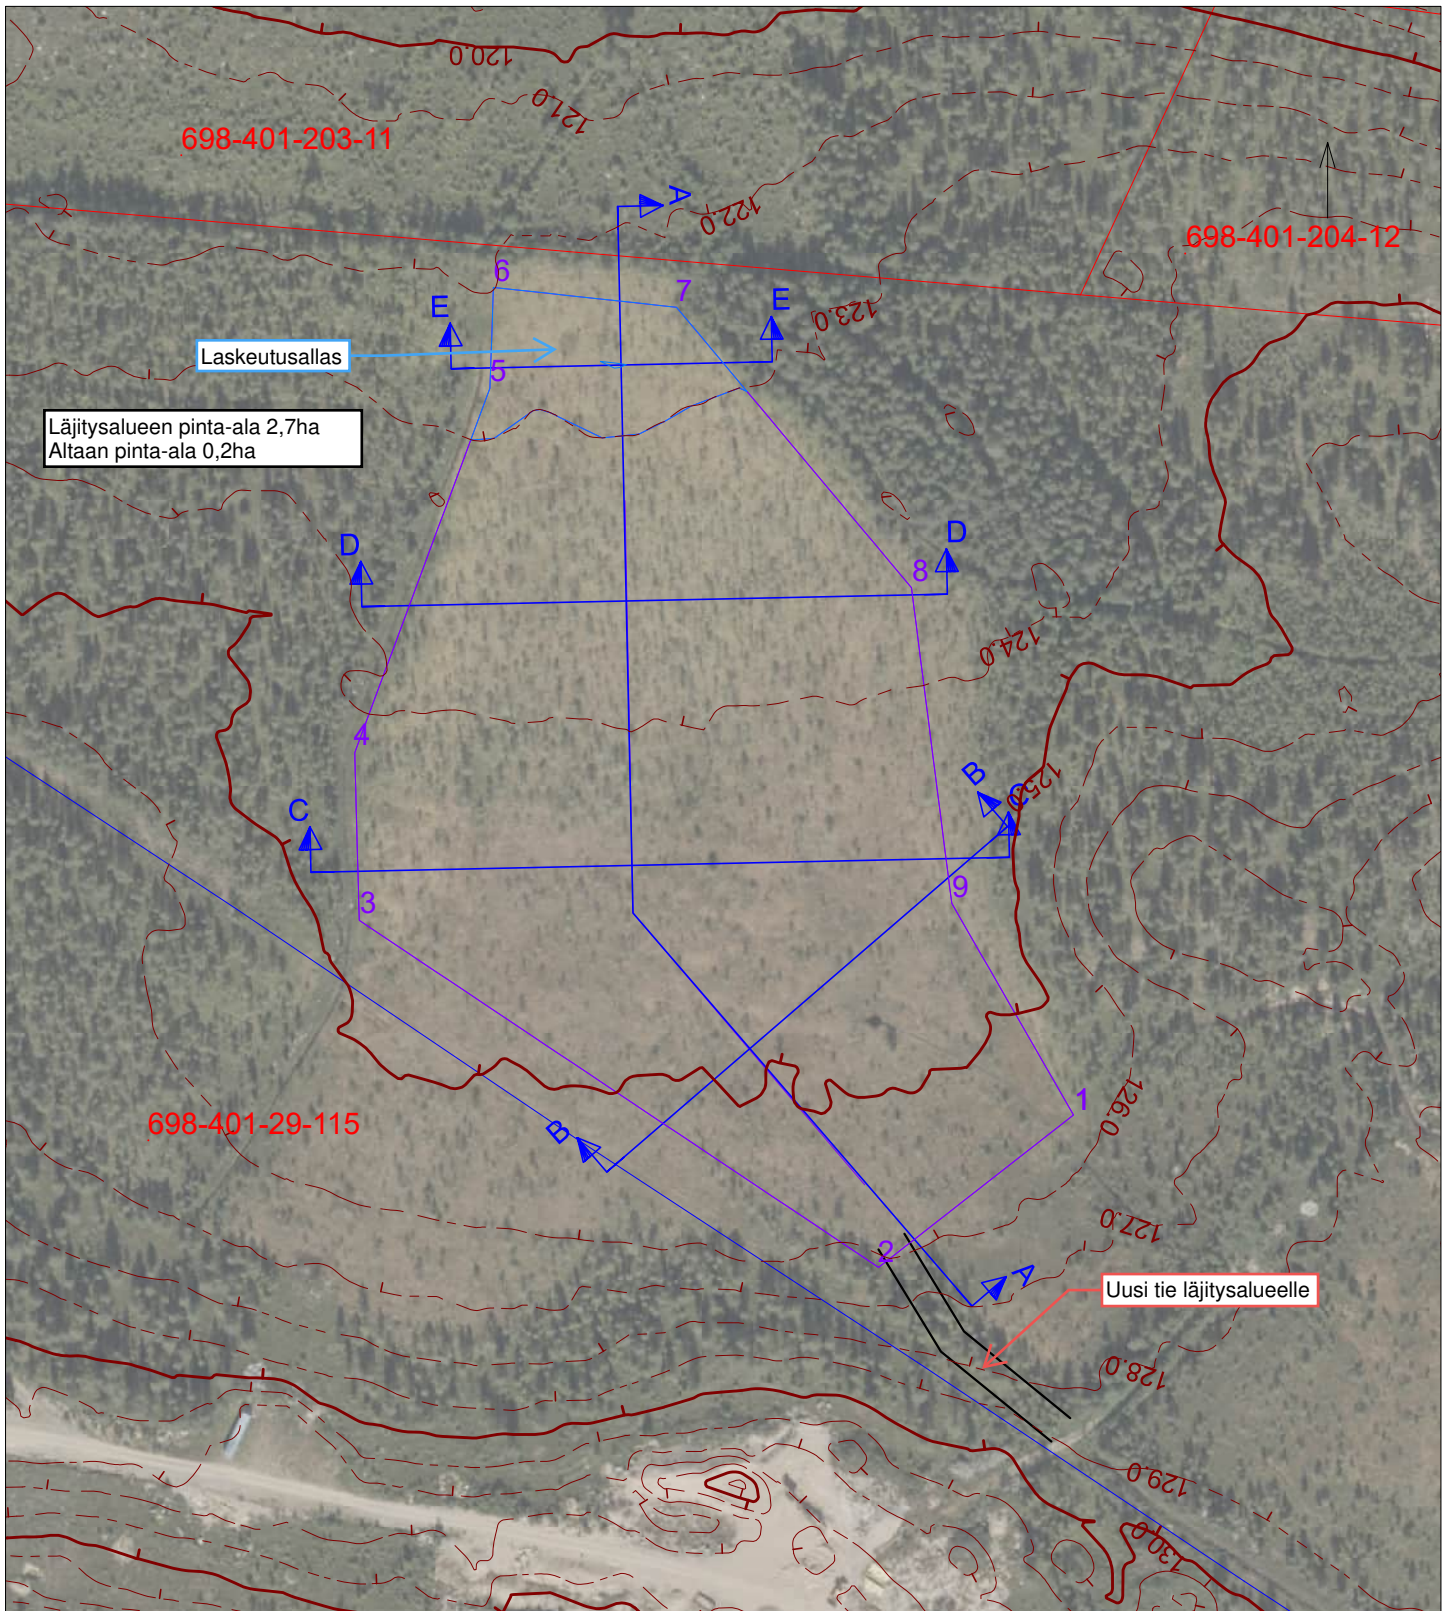 120.0
121.0
698-401-203-11
A
122.0
698-401-204-12
6
7
E
E
123.0
Laskeutusallas
5
Läjitysalueen pinta-ala 2,7ha
Altaan pinta-ala 0,2ha
D
D
8
124.0
4
B
C
125.0
C
9
3
1
126.0
698-401-29-115
B
127.0
2
A
Uusi tie läjitysalueelle
128.0
129.0
130.0